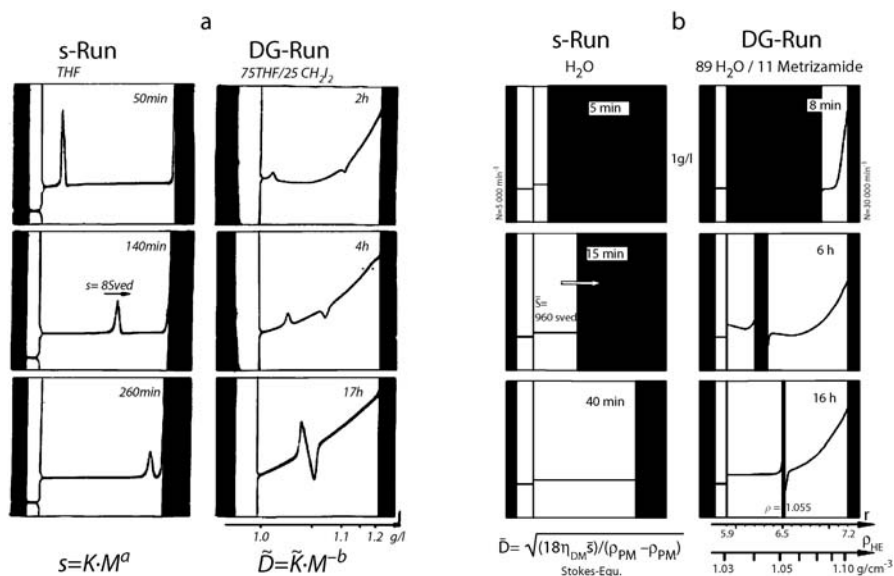 a
s-Run
THF
DG-Run
75THF/25 CH₂J₂
50min
2h
140min
s= 8Sved
4h
260min
17h
1.0 1.1 1.2 g/l
s=K·Mᵃ
D̃=K̃·M⁻ᵇ
b
s-Run
H₂O
DG-Run
89 H₂O / 11 Metrizamide
N=5 000 min⁻¹
5 min
1g/l
N=30 000 min⁻¹
8 min
15 min
s̄=
960 sved
6 h
40 min
16 h
ρ = 1.055
r
5.9 6.5 7.2
ρHE
1.03 1.05 1.10 g/cm⁻³
D̄= √(18ηDM s̄)/(ρPM −ρPM)
Stokes-Equ.